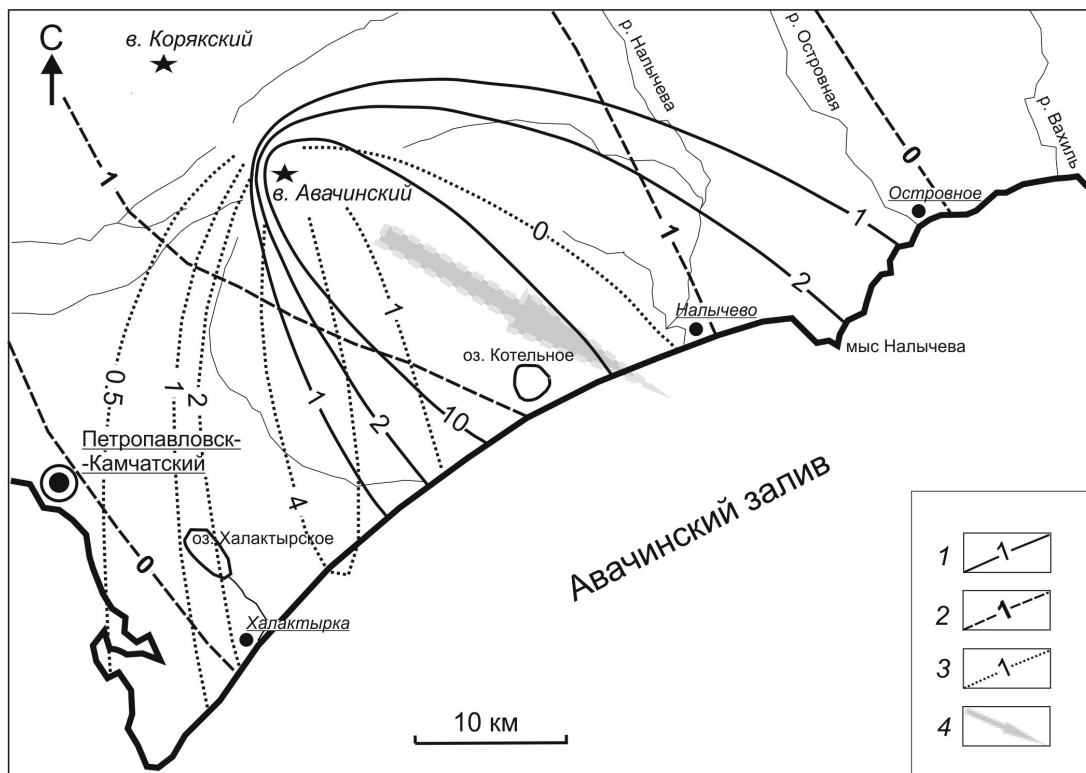 С
в. Корякский
р. Налычева
р. Островная
р. Вахиль
1
0
в. Авачинский
Островное
1
0
1
2
1
Налычево
мыс Налычева
оз. Котельное
0.5
1
2
1
2
10
4
Петропавловск-
-Камчатский
оз. Халактырское
0
Халактырка
Авачинский залив
10 км
1
1
2
1
3
1
4